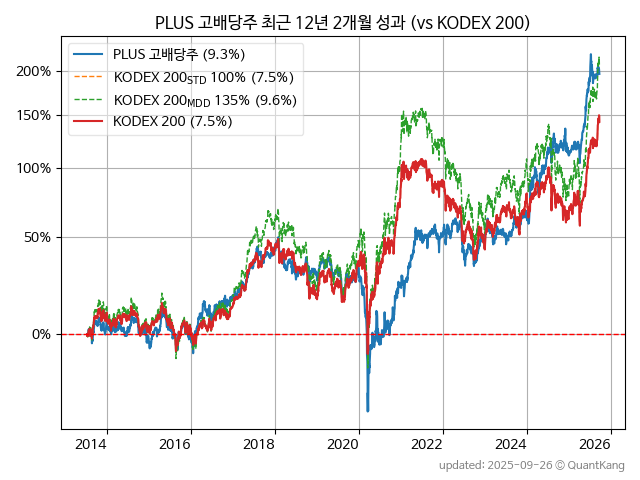 PLUS 고배당주 최근 12년 2개월 성과 (vs KODEX 200)
PLUS 고배당주 (9.3%)
KODEX 200STD 100% (7.5%)
KODEX 200MDD 135% (9.6%)
KODEX 200 (7.5%)
200%
150%
100%
50%
0%
2014 2016 2018 2020 2022 2024 2026
updated: 2025-09-26 © QuantKang